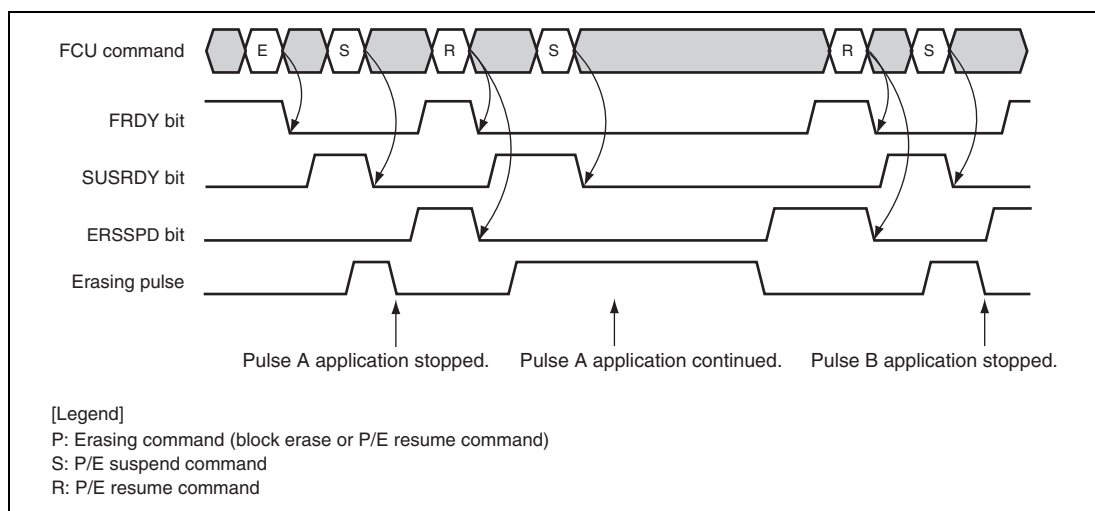 FCU command E S R S R S
FRDY bit
SUSRDY bit
ERSSPD bit
Erasing pulse
Pulse A application stopped. Pulse A application continued. Pulse B application stopped.
[Legend]
P: Erasing command (block erase or P/E resume command)
S: P/E suspend command
R: P/E resume command